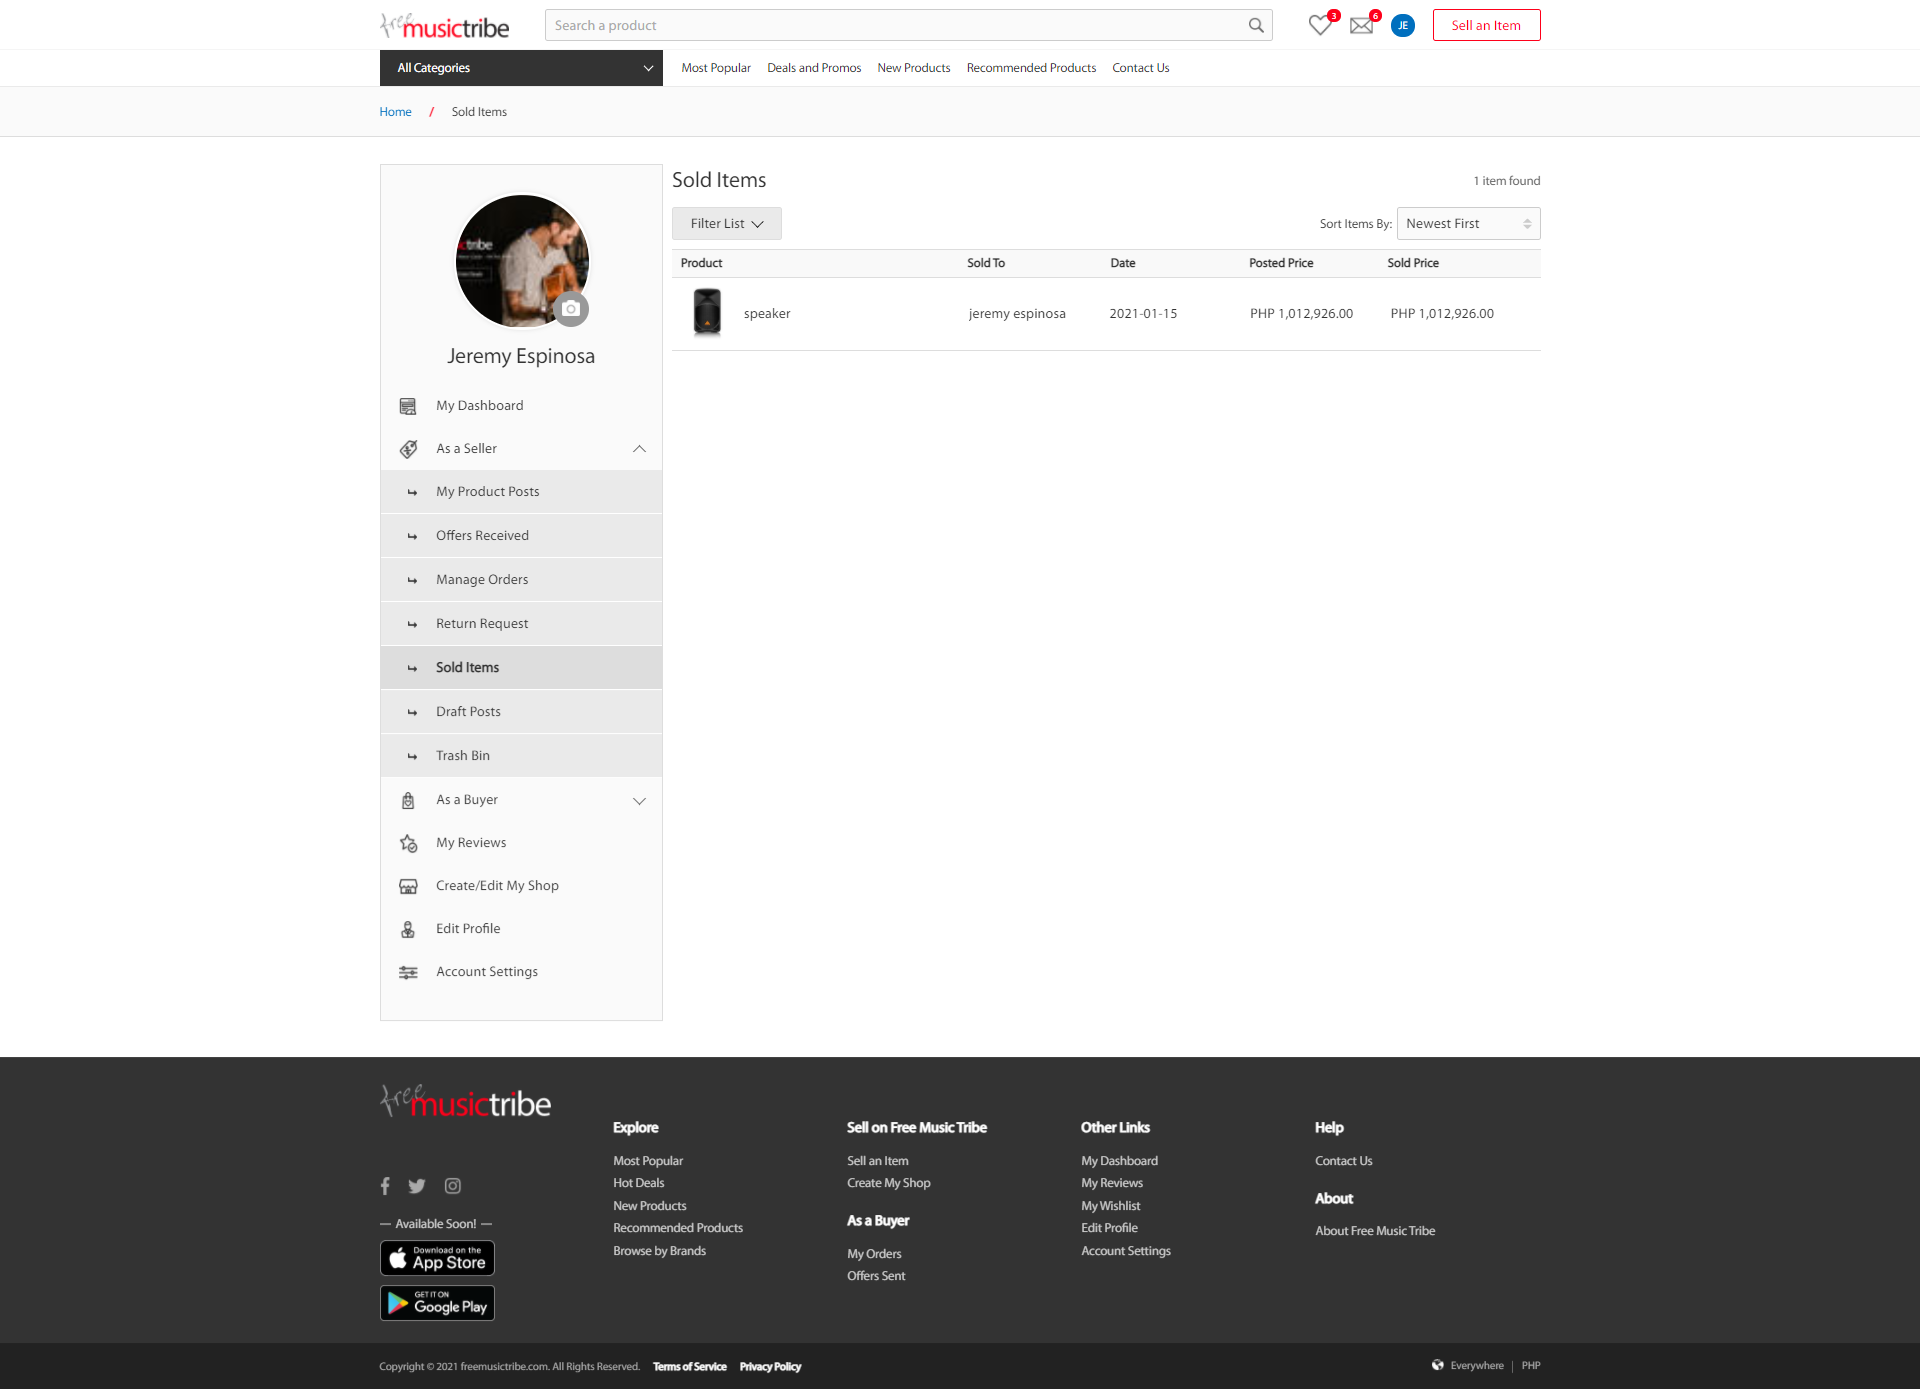 free musictribe
Search a product
3
6
JE
Sell an Item
All Categories
Most Popular
Deals and Promos
New Products
Recommended Products
Contact Us
Home / Sold Items
Sold Items
1 item found
Filter List
Sort Items By:
Newest First
Product
Sold To
Date
Posted Price
Sold Price
speaker
jeremy espinosa
2021-01-15
PHP 1,012,926.00
PHP 1,012,926.00
Jeremy Espinosa
My Dashboard
As a Seller
My Product Posts
Offers Received
Manage Orders
Return Request
Sold Items
Draft Posts
Trash Bin
As a Buyer
My Reviews
Create/Edit My Shop
Edit Profile
Account Settings
free musictribe
— Available Soon! —
Download on the
App Store
GET IT ON
Google Play
Explore
Most Popular
Hot Deals
New Products
Recommended Products
Browse by Brands
Sell on Free Music Tribe
Sell an Item
Create My Shop
As a Buyer
My Orders
Offers Sent
Other Links
My Dashboard
My Reviews
My Wishlist
Edit Profile
Account Settings
Help
Contact Us
About
About Free Music Tribe
Copyright © 2021 freemusictribe.com. All Rights Reserved.
Terms of Service
Privacy Policy
Everywhere | PHP